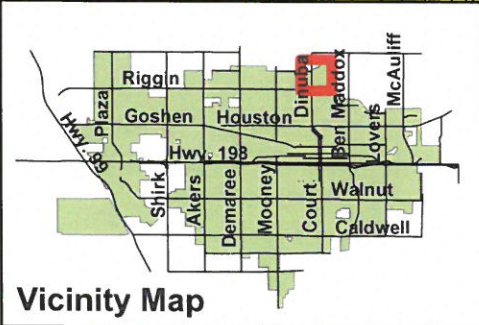 Riggin
Plaza
Goshen
Houston
Dinuba
Ben Maddox
McAuliff
Lovers
Hwy. 99
Hwy. 198
Shirk
Akers
Demaree
Mooney
Court
Walnut
Caldwell
Vicinity Map